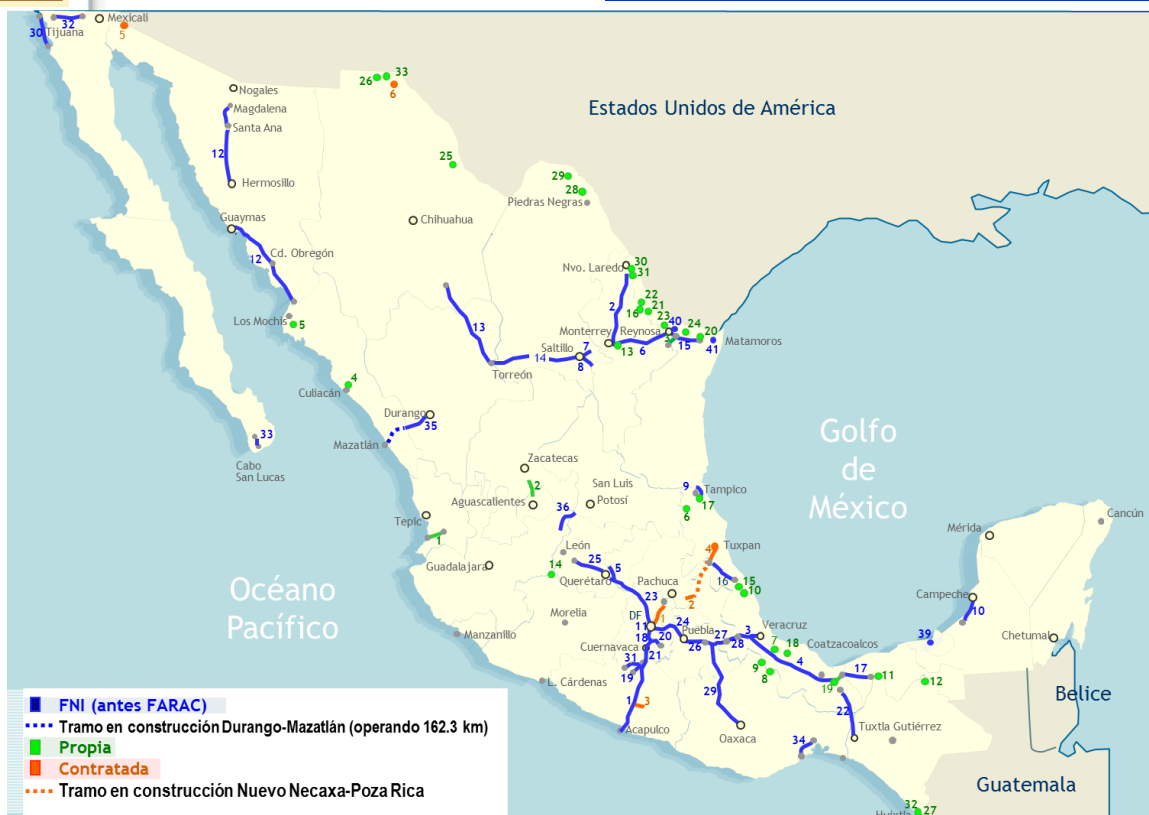 Mexicali
32
30
Tijuana
5
26
33
6
Nogales
Magdalena
Santa Ana
Estados Unidos de América
12
25
Hermosillo
29
28
Piedras Negras
Guaymas
Chihuahua
Cd. Obregón
12
Nvo. Laredo
30
31
2
22
16
21
Los Mochis
5
23
40
24
20
Monterrey
Reynosa
13
6
15
41
Matamoros
13
Saltillo
7
14
8
Torreón
4
Culiacán
Durango
35
33
Mazatlán
Cabo
San Lucas
Golfo
de
México
Zacatecas
2
San Luis
Potosí
Aguascalientes
36
9
Tampico
17
6
Tepic
1
Mérida
Cancún
León
25
5
14
Querétaro
Guadalajara
4
Tuxpan
16
15
10
Pachuca
23
2
1
Océano
Pacífico
Morelia
DF
11
24
18
20
Puebla
Cuernavaca
21
26
27
28
3
Veracruz
Coatzacoalcos
Campeche
10
39
Chetumal
Manzanillo
31
19
7
18
4
9
8
17
11
19
12
L. Cárdenas
1
3
29
22
Belice
Acapulco
Oaxaca
34
Tuxtla Gutiérrez
Guatemala
32
27
Huixtla
FNI (antes FARAC)
Tramo en construcción Durango-Mazatlán (operando 162.3 km)
Propia
Contratada
Tramo en construcción Nuevo Necaxa-Poza Rica